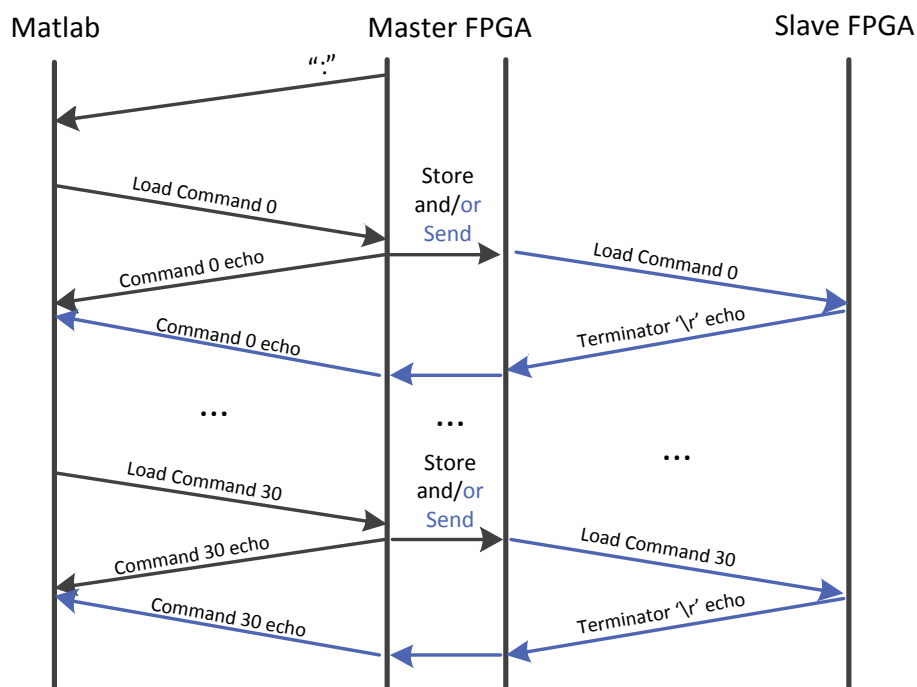 Matlab
Master FPGA
Slave FPGA
“:”
Load Command 0
Store
and/or
Send
Load Command 0
Command 0 echo
Terminator ‘\r’ echo
Command 0 echo
...
...
...
Load Command 30
Store
and/or
Send
Load Command 30
Command 30 echo
Terminator ‘\r’ echo
Command 30 echo